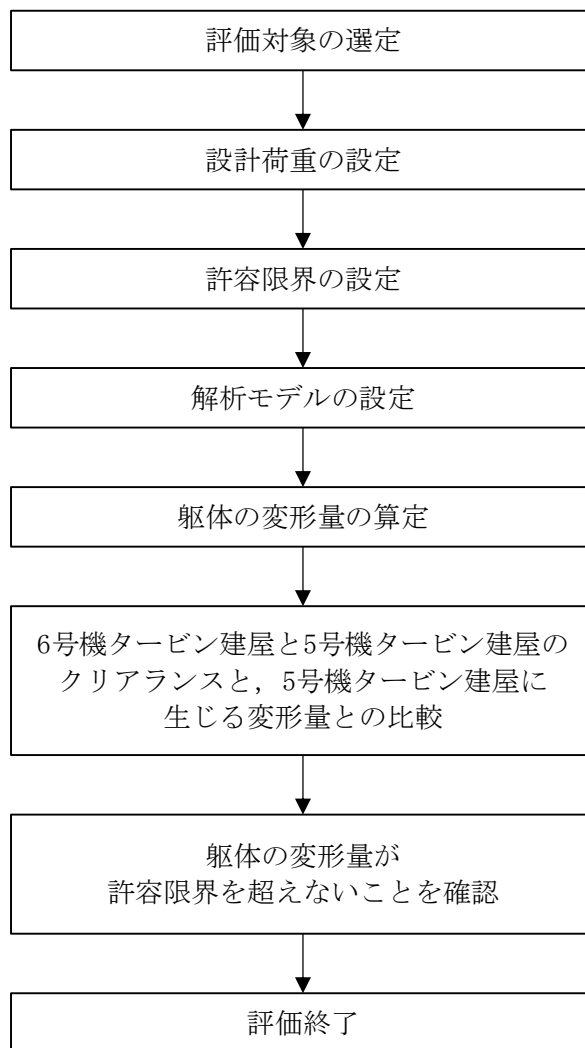 評価対象の選定
設計荷重の設定
許容限界の設定
解析モデルの設定
躯体の変形量の算定
6号機タービン建屋と5号機タービン建屋の
クリアランスと，5号機タービン建屋に
生じる変形量との比較
躯体の変形量が
許容限界を超えないことを確認
評価終了